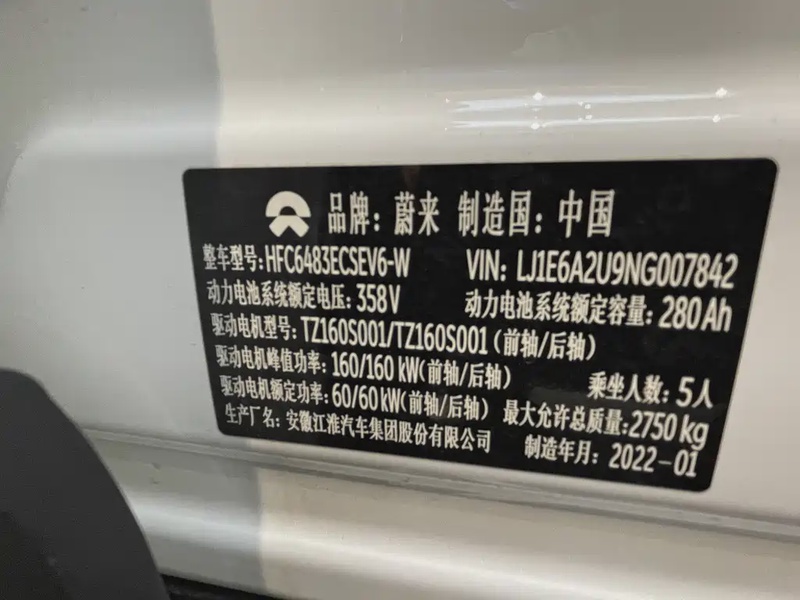 品牌：蔚来 制造国：中国
整车型号：HFC6483ECSEV6-W VIN：LJ1E6A2U9NG007842
动力电池系统额定电压：358V 动力电池系统额定容量：280Ah
驱动电机型号：TZ160S001/TZ160S001（前轴/后轴）
驱动电机峰值功率：160/160 kW（前轴/后轴） 乘坐人数：5人
驱动电机额定功率：60/60 kW（前轴/后轴） 最大允许总质量：2750 kg
生产厂名：安徽江淮汽车集团股份有限公司 制造年月：2022-01